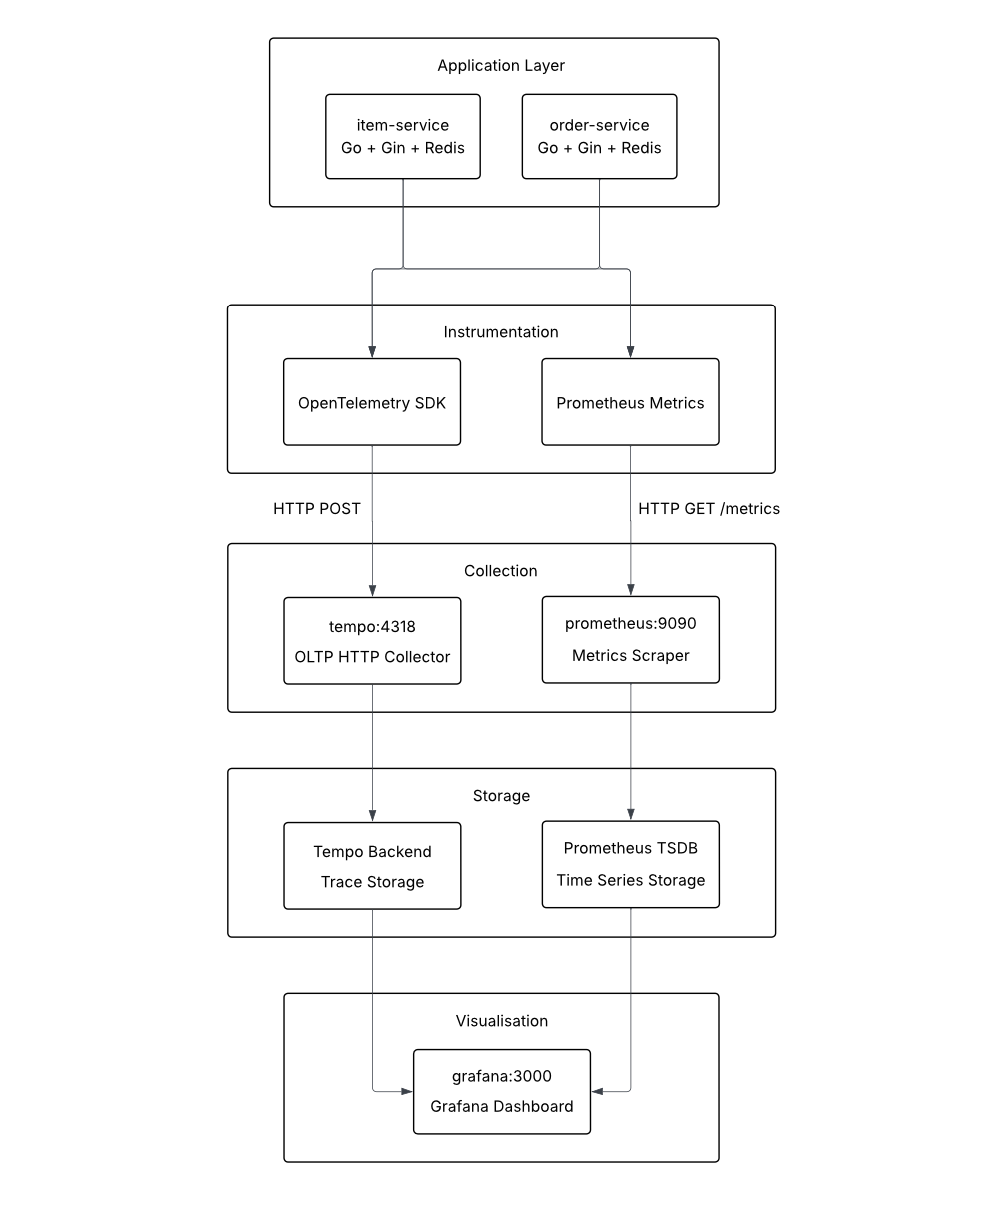 Application Layer
item-service
Go + Gin + Redis
order-service
Go + Gin + Redis
Instrumentation
OpenTelemetry SDK
Prometheus Metrics
HTTP POST
HTTP GET /metrics
Collection
tempo:4318
OLTP HTTP Collector
prometheus:9090
Metrics Scraper
Storage
Tempo Backend
Trace Storage
Prometheus TSDB
Time Series Storage
Visualisation
grafana:3000
Grafana Dashboard